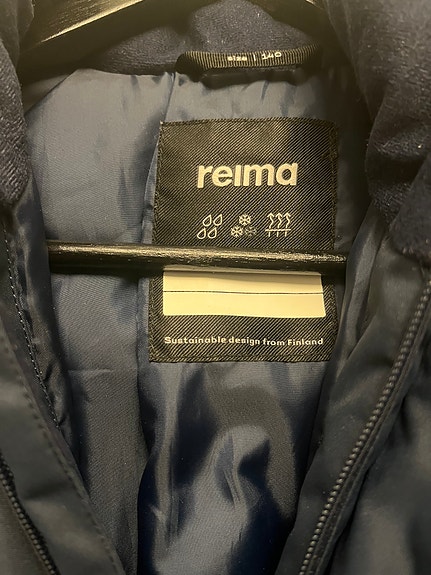 size | 140
reima
Sustainable design from Finland